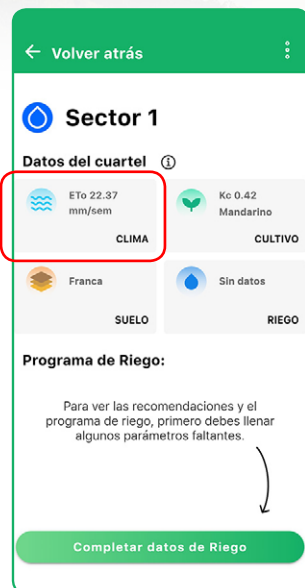 Volver atrás
Sector 1
Datos del cuartel
ETo 22.37
mm/sem
CLIMA
Kc 0.42
Mandarino
CULTIVO
Franca
SUELO
Sin datos
RIEGO
Programa de Riego:
Para ver las recomendaciones y el
programa de riego, primero debes llenar
algunos parámetros faltantes.
Completar datos de Riego